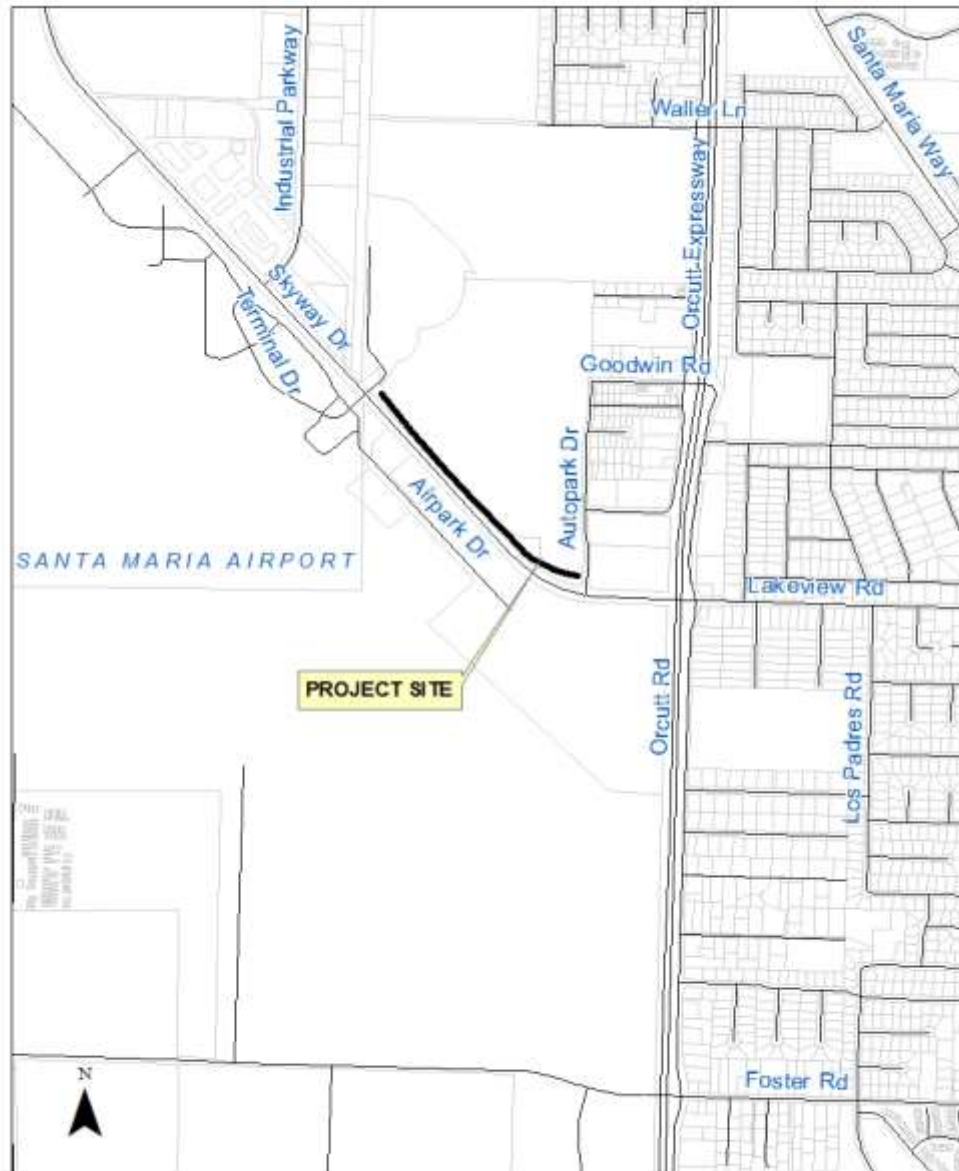 Santa Maria Way
Industrial Parkway
Waller Ln
Orcutt Expressway
Skyway Dr
Terminal Dr
Goodwin Rd
Autopark Dr
Airpark Dr
SANTA MARIA AIRPORT
Lakeview Rd
PROJECT SITE
Orcutt Rd
Los Padres Rd
N
Foster Rd